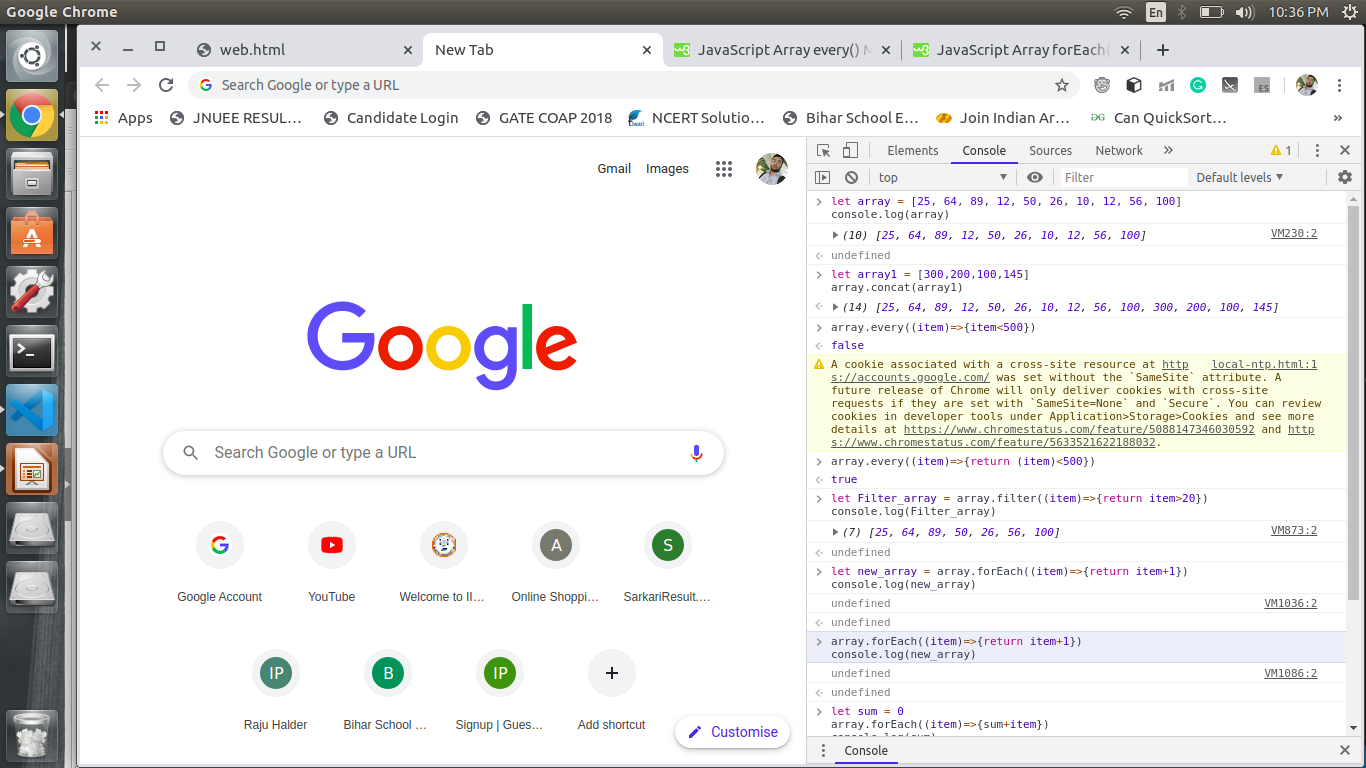 Google Chrome
En
10:36 PM
web.html
New Tab
JavaScript Array every()
JavaScript Array forEach(
Search Google or type a URL
ES
Apps
JNUEE RESUL...
Candidate Login
GATE COAP 2018
NCERT Solutio...
Bihar School E...
Join Indian Ar...
Can QuickSort...
»
Gmail
Images
Google
Search Google or type a URL
Google Account
YouTube
Welcome to II...
A
Online Shoppi...
S
SarkariResult....
IP
Raju Halder
B
Bihar School ...
IP
Signup | Gues...
Add shortcut
Customise
Elements
Console
Sources
Network
»
1
top
Filter
Default levels
let array = [25, 64, 89, 12, 50, 26, 10, 12, 56, 100]
console.log(array)
(10) [25, 64, 89, 12, 50, 26, 10, 12, 56, 100]
VM230:2
undefined
let array1 = [300,200,100,145]
array.concat(array1)
(14) [25, 64, 89, 12, 50, 26, 10, 12, 56, 100, 300, 200, 100, 145]
array.every((item)=>{item<500})
false
A cookie associated with a cross-site resource at http
local-ntp.html:1
s://accounts.google.com/ was set without the `SameSite` attribute. A
future release of Chrome will only deliver cookies with cross-site
requests if they are set with `SameSite=None` and `Secure`. You can review
cookies in developer tools under Application>Storage>Cookies and see more
details at https://www.chromestatus.com/feature/5088147346030592 and http
s://www.chromestatus.com/feature/5633521622188032.
array.every((item)=>{return (item)<500})
true
let Filter_array = array.filter((item)=>{return item>20})
console.log(Filter_array)
(7) [25, 64, 89, 50, 26, 56, 100]
VM873:2
undefined
let new_array = array.forEach((item)=>{return item+1})
console.log(new_array)
undefined
VM1036:2
undefined
array.forEach((item)=>{return item+1})
console.log(new_array)
undefined
VM1086:2
undefined
let sum = 0
array.forEach((item)=>{sum+item})
console.log(sum)
Console